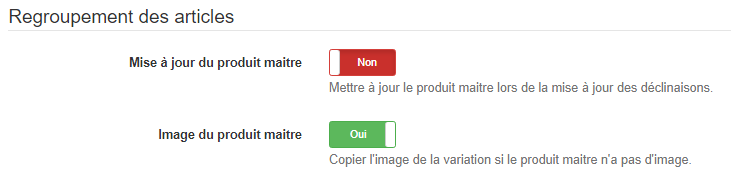 Regroupement des articles
Mise à jour du produit maitre
Non
Mettre à jour le produit maitre lors de la mise à jour des déclinaisons.
Image du produit maitre
Oui
Copier l'image de la variation si le produit maitre n'a pas d'image.